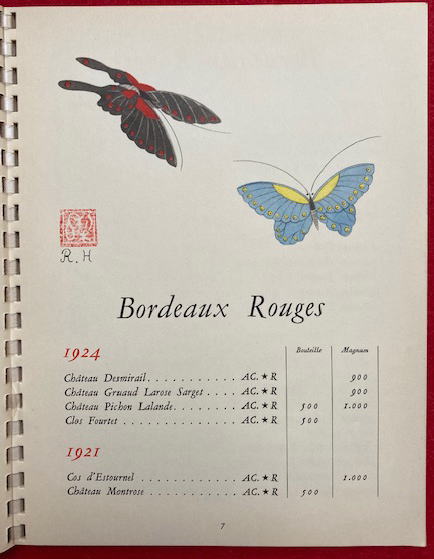 R. H
Bordeaux Rouges
Bouteille Magnum
1924
Château Desmirail . . . . . . . . . . . . AC. ★ R 900
Château Gruaud Larose Sarget . . . . AC. ★ R 900
Château Pichon Lalande . . . . . . . . . AC. ★ R 500 1.000
Clos Fourtet . . . . . . . . . . . . . . . AC. ★ R 500
1921
Cos d'Estournel . . . . . . . . . . . . . AC. ★ R 1.000
Château Montrose . . . . . . . . . . . . AC. ★ R 500
7